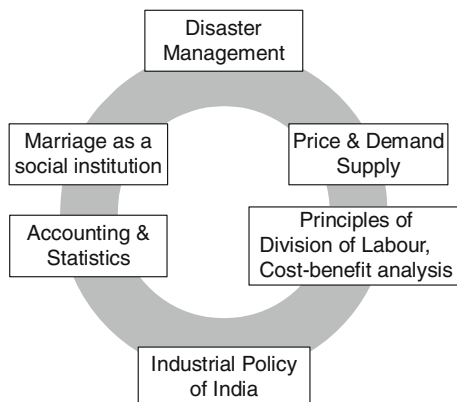 Disaster
Management
Marriage as a
social institution
Price & Demand
Supply
Accounting &
Statistics
Principles of
Division of Labour,
Cost-benefit analysis
Industrial Policy
of India